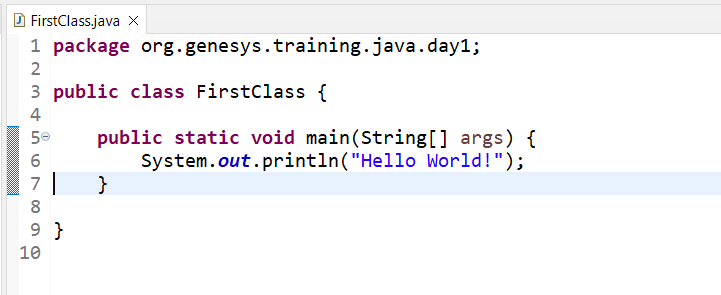 FirstClass.java
1 package org.genesys.training.java.day1;
2
3 public class FirstClass {
4
5     public static void main(String[] args) {
6         System.out.println("Hello World!");
7     }
8
9 }
10